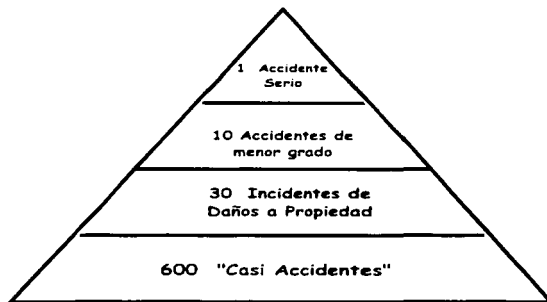 1 Accidente
Serio
10 Accidentes de
menor grado
30 Incidentes de
Daños a Propiedad
600 "Casi Accidentes"